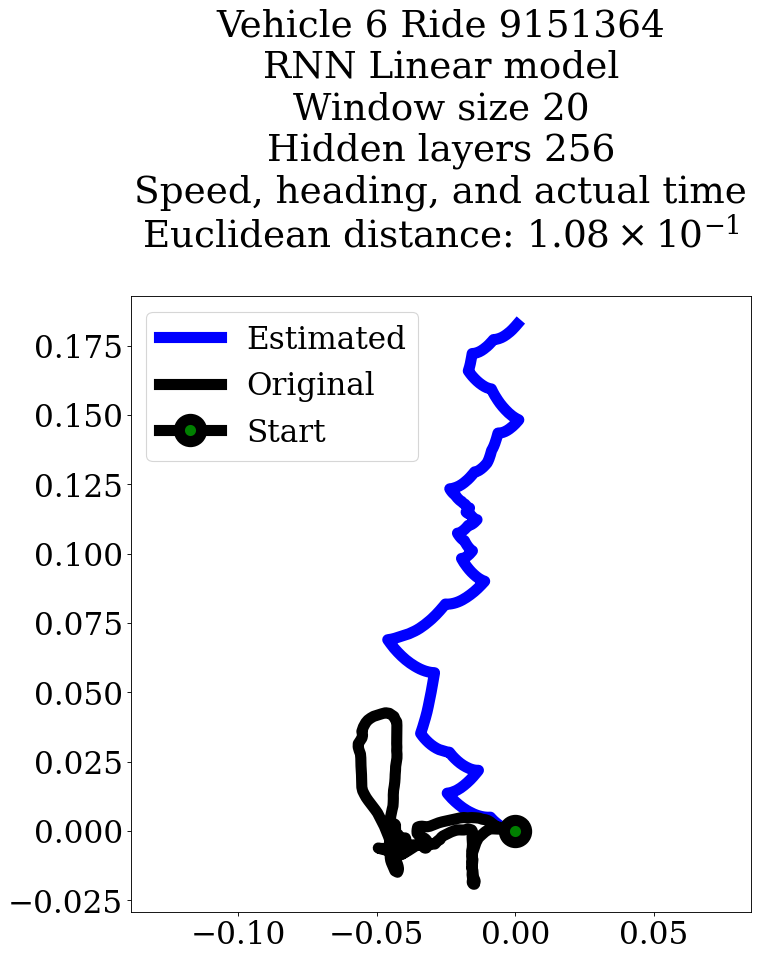 Vehicle 6 Ride 9151364
RNN Linear model
Window size 20
Hidden layers 256
Speed, heading, and actual time
Euclidean distance: 1.08 × 10⁻¹
Estimated
Original
Start
0.175
0.150
0.125
0.100
0.075
0.050
0.025
0.000
−0.025
−0.10 −0.05 0.00 0.05